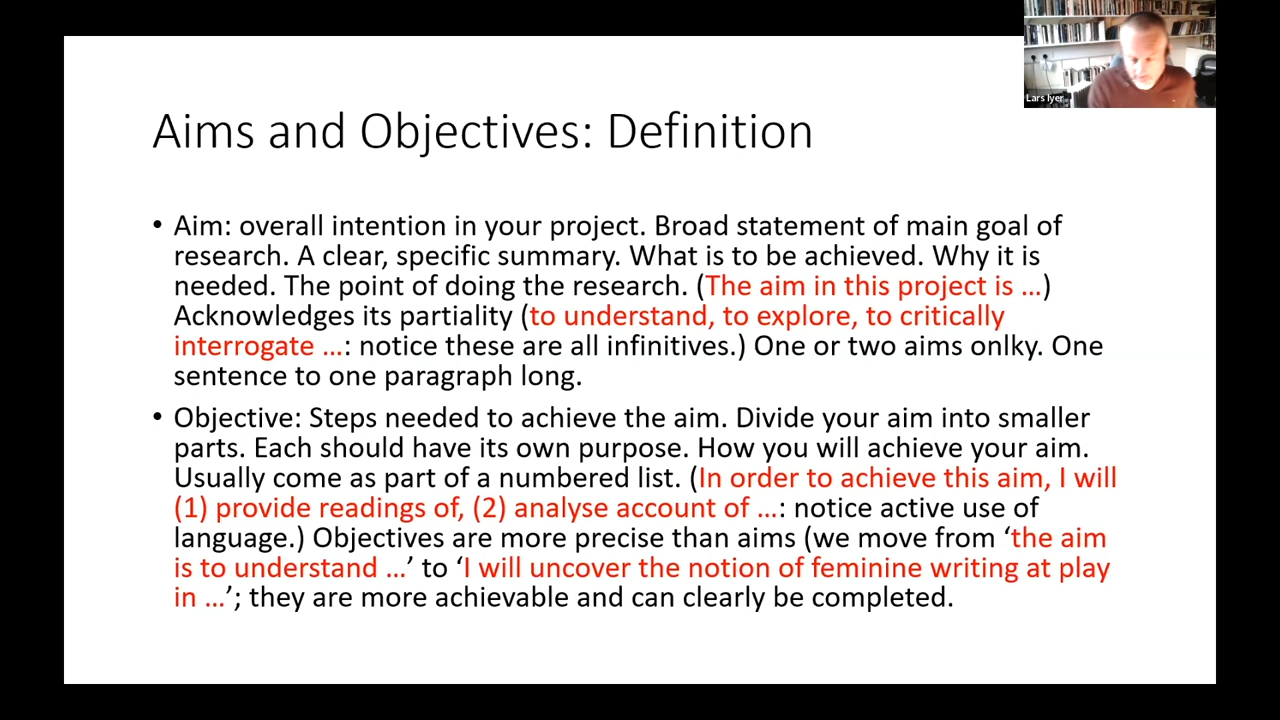 Lars Iyer
Aims and Objectives: Definition
• Aim: overall intention in your project. Broad statement of main goal of
research. A clear, specific summary. What is to be achieved. Why it is
needed. The point of doing the research. (The aim in this project is …)
Acknowledges its partiality (to understand, to explore, to critically
interrogate …: notice these are all infinitives.) One or two aims onlky. One
sentence to one paragraph long.
• Objective: Steps needed to achieve the aim. Divide your aim into smaller
parts. Each should have its own purpose. How you will achieve your aim.
Usually come as part of a numbered list. (In order to achieve this aim, I will
(1) provide readings of, (2) analyse account of …: notice active use of
language.) Objectives are more precise than aims (we move from ‘the aim
is to understand …’ to ‘I will uncover the notion of feminine writing at play
in …’; they are more achievable and can clearly be completed.